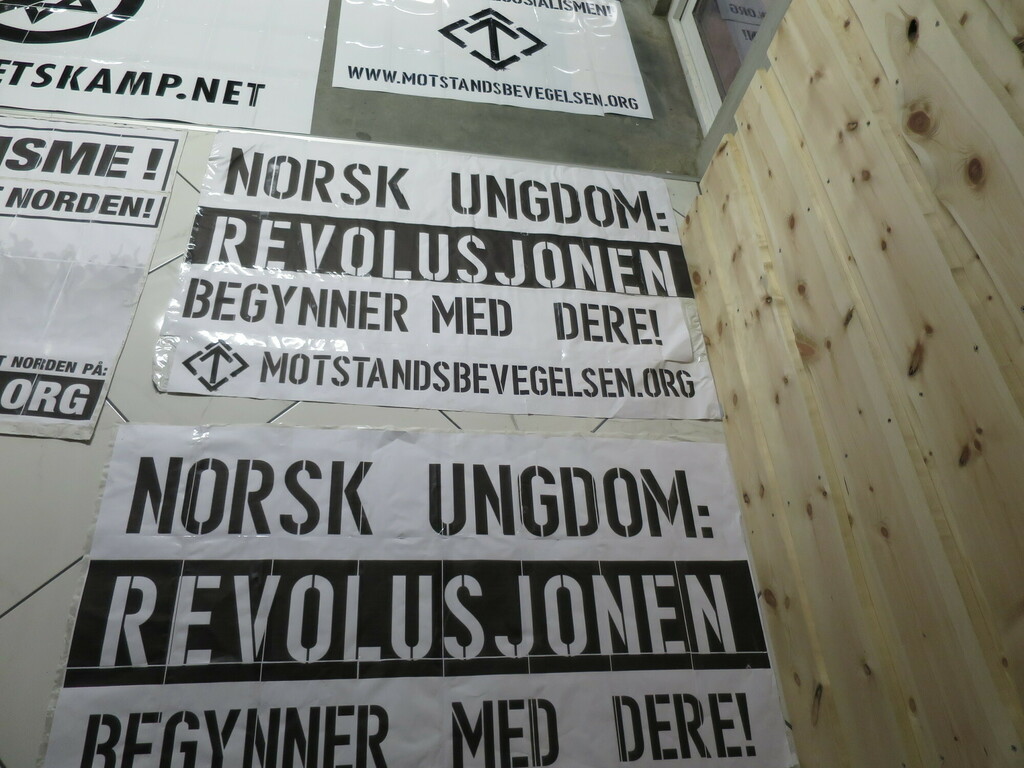 ETSKAMP.NET
WWW.MOTSTANDSBEVEGELSEN.ORG
ISME!
NORDEN!
NORDEN PÅ:
ORG
NORSK UNGDOM:
REVOLUSJONEN
BEGYNNER MED DERE!
MOTSTANDSBEVEGELSEN.ORG
NORSK UNGDOM:
REVOLUSJONEN
BEGYNNER MED DERE!